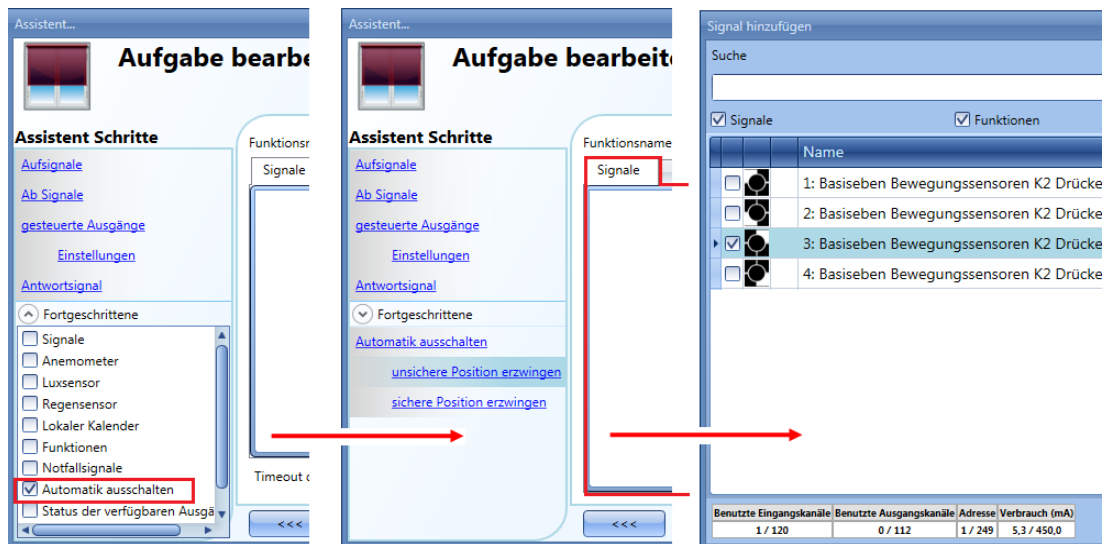 Assistent...
Aufgabe bearbe
Assistent Schritte
Aufsignale
Ab Signale
gesteuerte Ausgänge
Einstellungen
Antwortsignal
Fortgeschrittene
Signale
Anemometer
Luxsensor
Regensensor
Lokaler Kalender
Funktionen
Notfallsignale
Automatik ausschalten
Status der verfügbaren Ausgä
Funktionsn
Signale
Timeout
<<<
Assistent...
Aufgabe bearbeit
Assistent Schritte
Aufsignale
Ab Signale
gesteuerte Ausgänge
Einstellungen
Antwortsignal
Fortgeschrittene
Automatik ausschalten
unsichere Position erzwingen
sichere Position erzwingen
Funktionsname
Signale
<<<
Signal hinzufügen
Suche
Signale Funktionen
Name
1: Basiseben Bewegungssensoren K2 Drücke
2: Basiseben Bewegungssensoren K2 Drücke
3: Basiseben Bewegungssensoren K2 Drücke
4: Basiseben Bewegungssensoren K2 Drücke
Benutzte Eingangskanäle Benutzte Ausgangskanäle Adresse Verbrauch (mA)
1 / 120 0 / 112 1 / 249 5,3 / 450,0